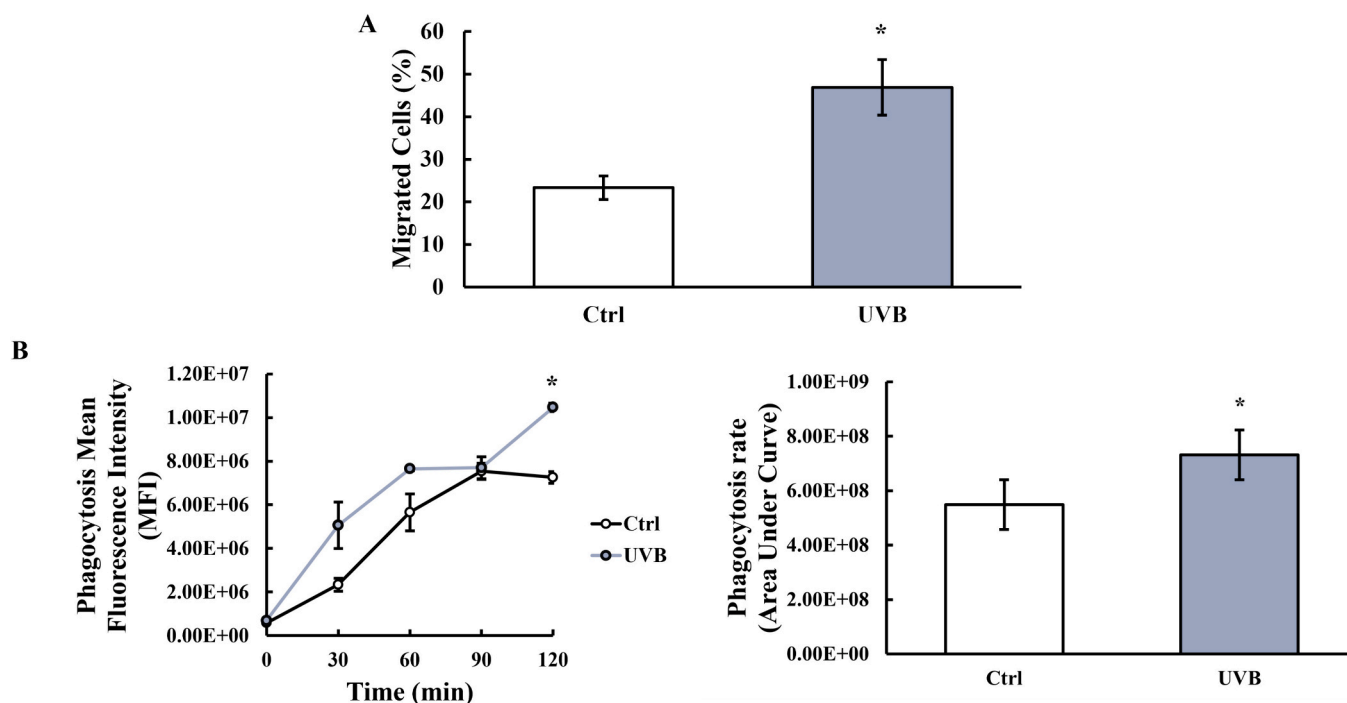 A
Migrated Cells (%)
60
50
40
30
20
10
0
*
Ctrl
UVB
B
Phagocytosis Mean
Fluorescence Intensity
(MFI)
1.20E+07
1.00E+07
8.00E+06
6.00E+06
4.00E+06
2.00E+06
0.00E+00
*
0 30 60 90 120
Time (min)
Ctrl
UVB
Phagocytosis rate
(Area Under Curve)
1.00E+09
8.00E+08
6.00E+08
4.00E+08
2.00E+08
0.00E+00
*
Ctrl
UVB